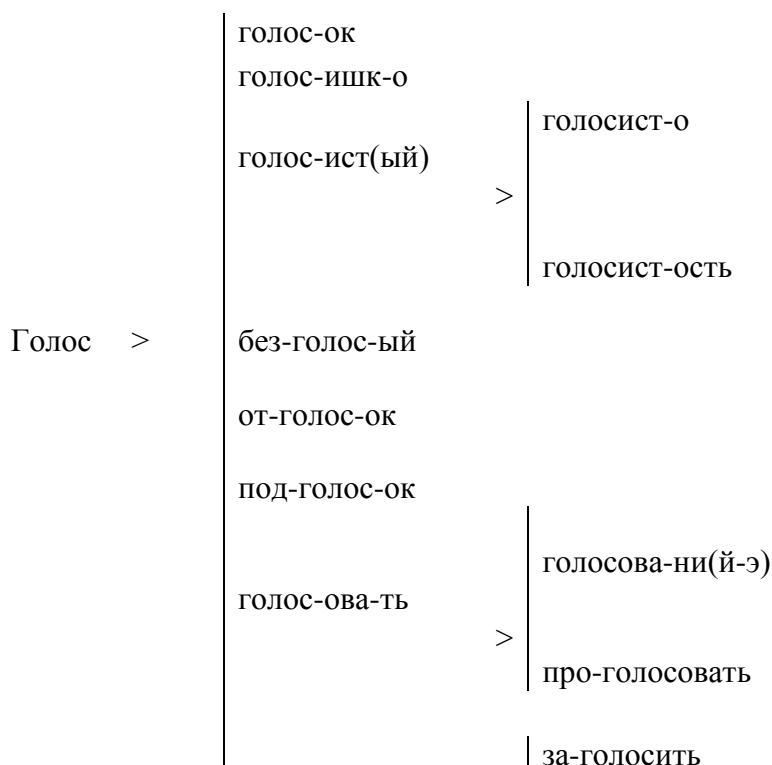 голос-ок
голос-ишк-о
голосист-о
голос-ист(ый)
>
голосист-ость
Голос > без-голос-ый
от-голос-ок
под-голос-ок
голосова-ни(й-э)
голос-ова-ть
>
про-голосовать
за-голосить